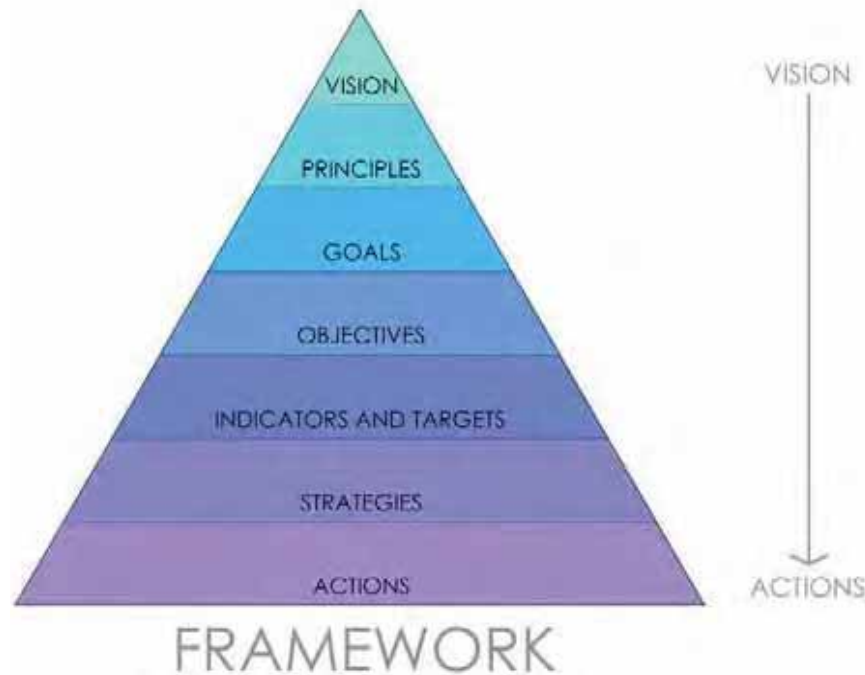 VISION
PRINCIPLES
GOALS
OBJECTIVES
INDICATORS AND TARGETS
STRATEGIES
ACTIONS
FRAMEWORK
VISION
ACTIONS